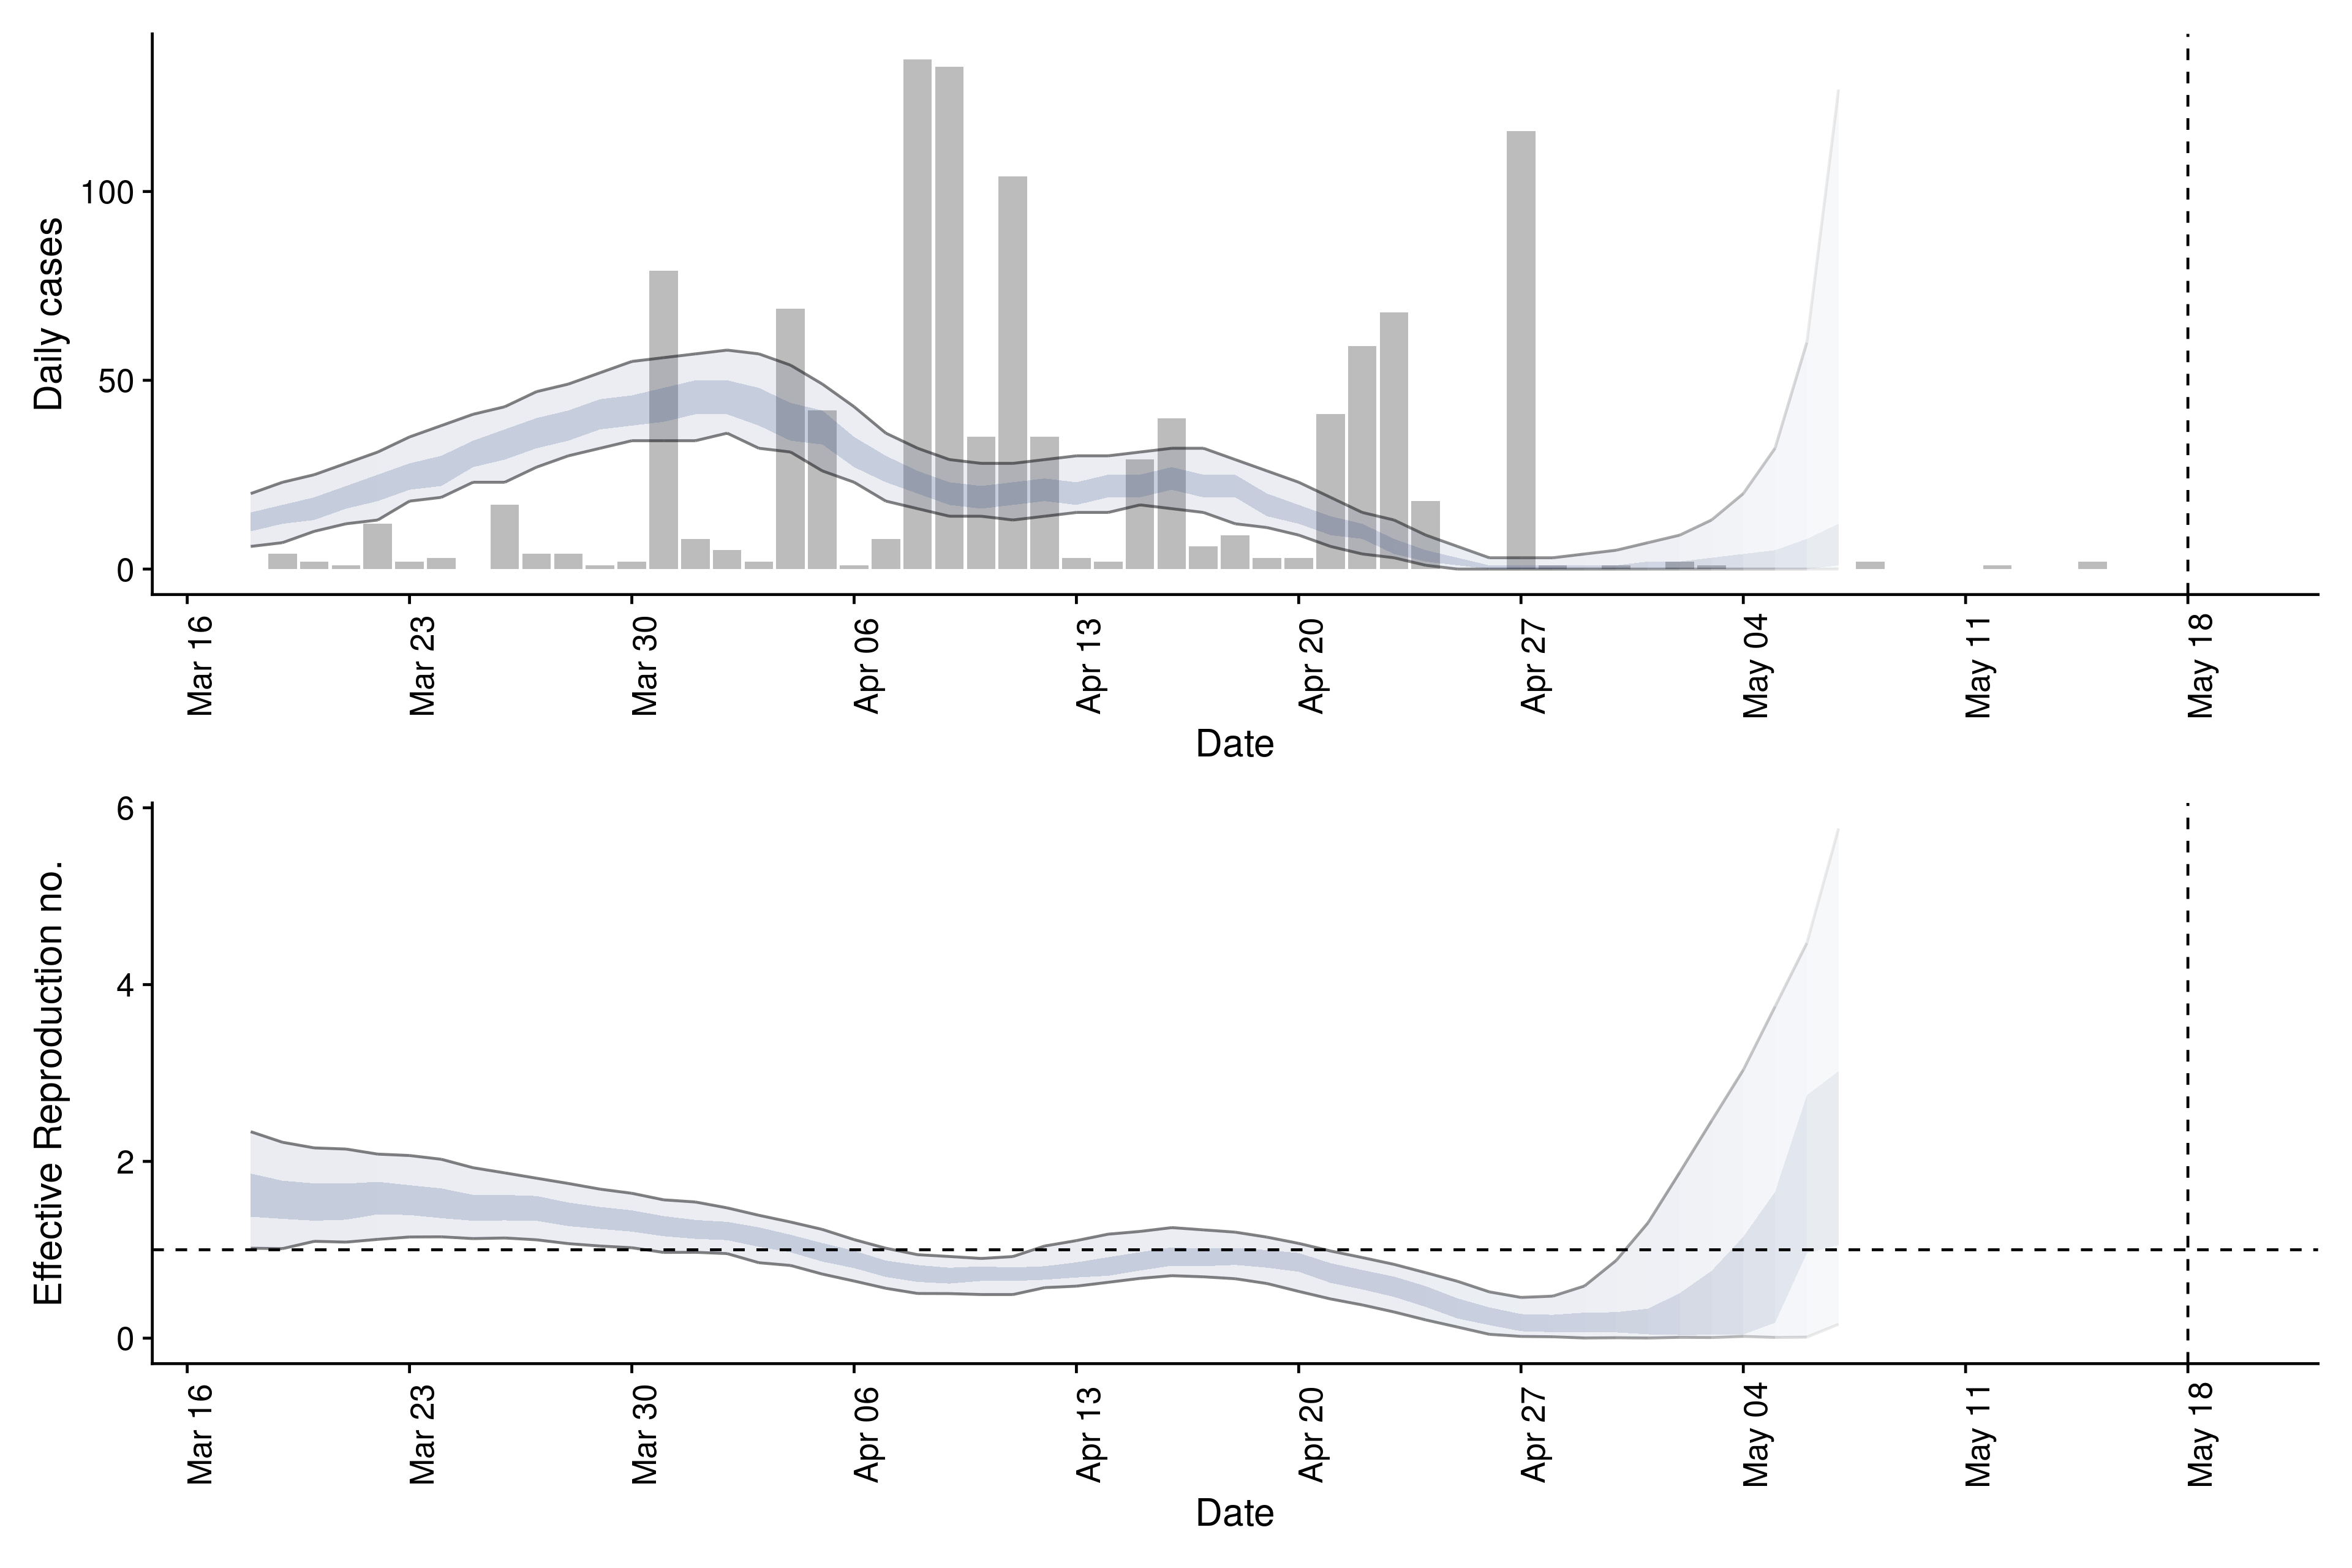 Daily cases
100
50
0
Mar 16
Mar 23
Mar 30
Apr 06
Apr 13
Apr 20
Apr 27
May 04
May 11
May 18
Date
Effective Reproduction no.
6
4
2
0
Mar 16
Mar 23
Mar 30
Apr 06
Apr 13
Apr 20
Apr 27
May 04
May 11
May 18
Date